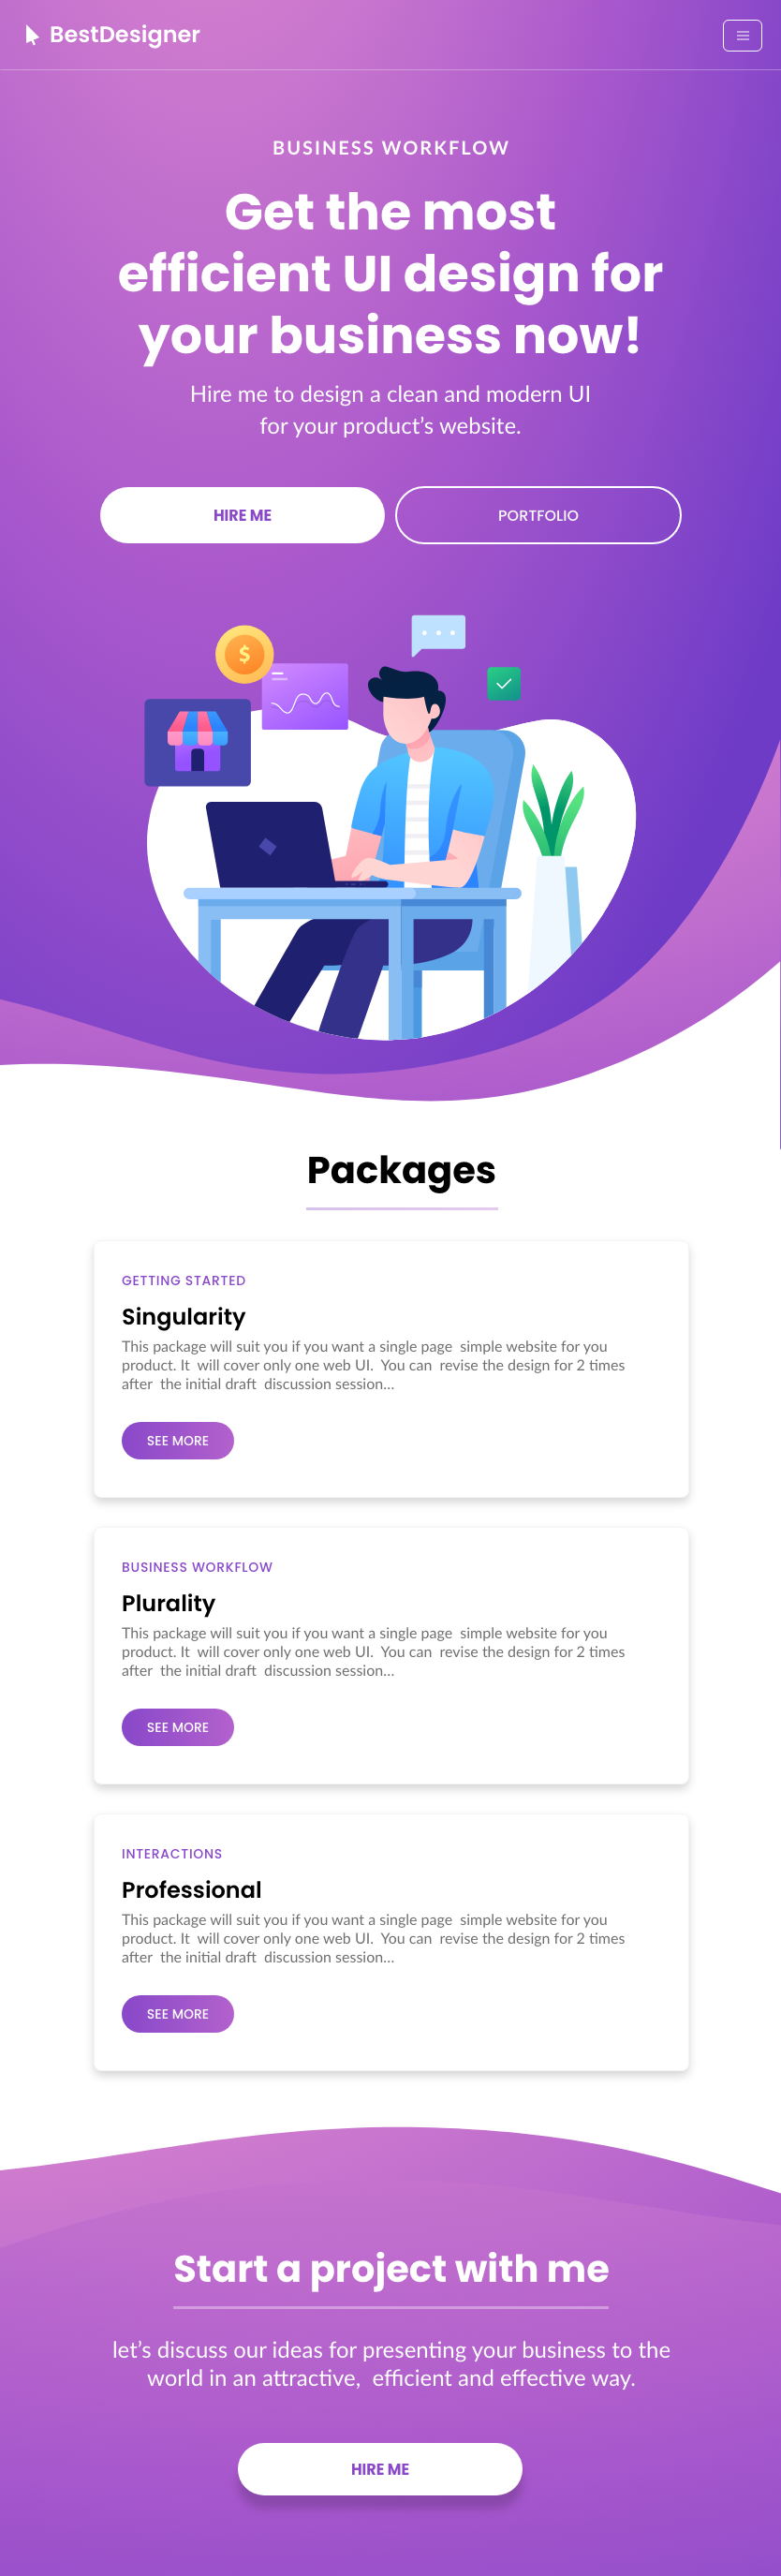 BestDesigner
BUSINESS WORKFLOW
Get the most
efficient UI design for
your business now!
Hire me to design a clean and modern UI
for your product’s website.
HIRE ME
PORTFOLIO
$
Packages
GETTING STARTED
Singularity
This package will suit you if you want a single page  simple website for you
product. It  will cover only one web UI.  You can  revise the design for 2 times
after  the initial draft  discussion session...
SEE MORE
BUSINESS WORKFLOW
Plurality
This package will suit you if you want a single page  simple website for you
product. It  will cover only one web UI.  You can  revise the design for 2 times
after  the initial draft  discussion session...
SEE MORE
INTERACTIONS
Professional
This package will suit you if you want a single page  simple website for you
product. It  will cover only one web UI.  You can  revise the design for 2 times
after  the initial draft  discussion session...
SEE MORE
Start a project with me
let’s discuss our ideas for presenting your business to the
world in an attractive,  efficient and effective way.
HIRE ME